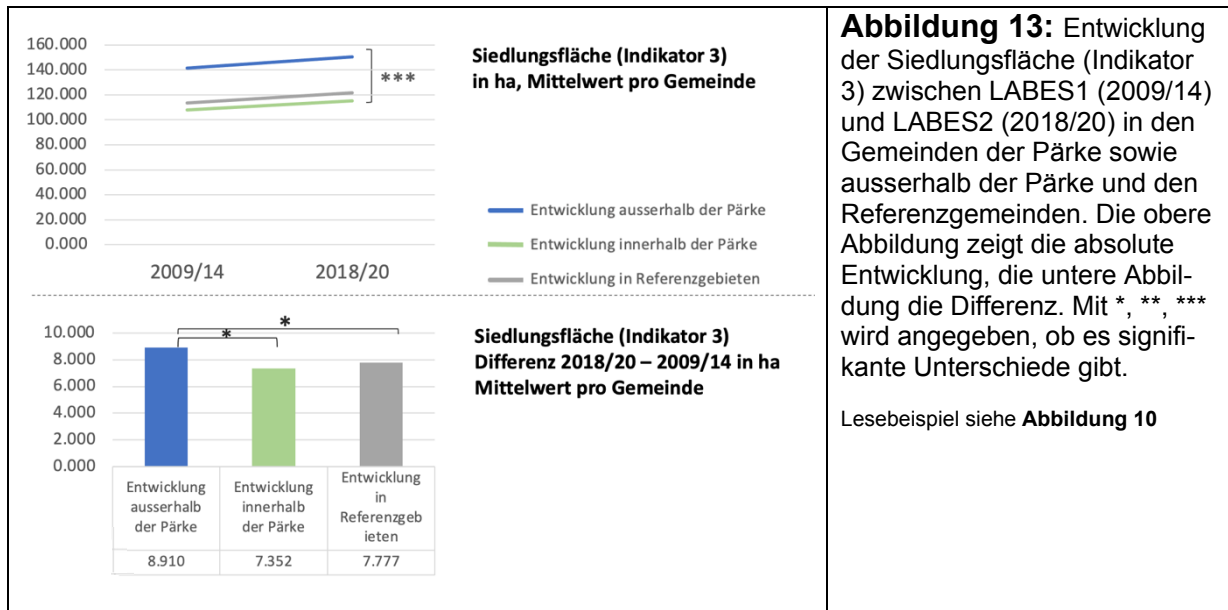 160.000
140.000
120.000
100.000
80.000
60.000
40.000
20.000
0.000
***
2009/14
2018/20
Siedlungsfläche (Indikator 3)
in ha, Mittelwert pro Gemeinde
Entwicklung ausserhalb der Pärke
Entwicklung innerhalb der Pärke
Entwicklung in Referenzgebieten
10.000
8.000
6.000
4.000
2.000
0.000
*
*
Siedlungsfläche (Indikator 3)
Differenz 2018/20 – 2009/14 in ha
Mittelwert pro Gemeinde
Entwicklung
ausserhalb
der Pärke
8.910
Entwicklung
innerhalb
der Pärke
7.352
Entwicklung
in
Referenzgeb
ieten
7.777
Abbildung 13: Entwicklung
der Siedlungsfläche (Indikator
3) zwischen LABES1 (2009/14)
und LABES2 (2018/20) in den
Gemeinden der Pärke sowie
ausserhalb der Pärke und den
Referenzgemeinden. Die obere
Abbildung zeigt die absolute
Entwicklung, die untere Abbil-
dung die Differenz. Mit *, **, ***
wird angegeben, ob es signifi-
kante Unterschiede gibt.
Lesebeispiel siehe Abbildung 10